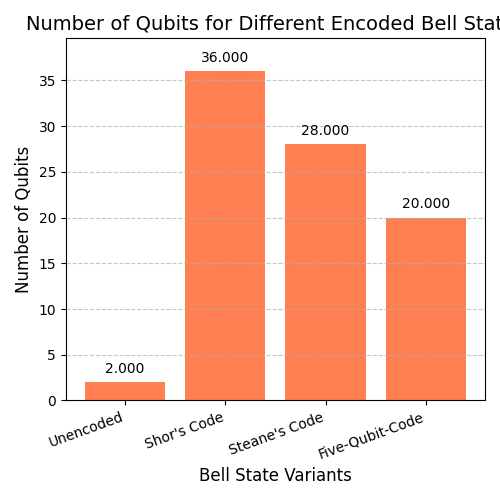 Number of Qubits for Different Encoded Bell Stat
36.000
28.000
20.000
2.000
35
30
25
20
15
10
5
0
Number of Qubits
Unencoded
Shor's Code
Steane's Code
Five-Qubit-Code
Bell State Variants